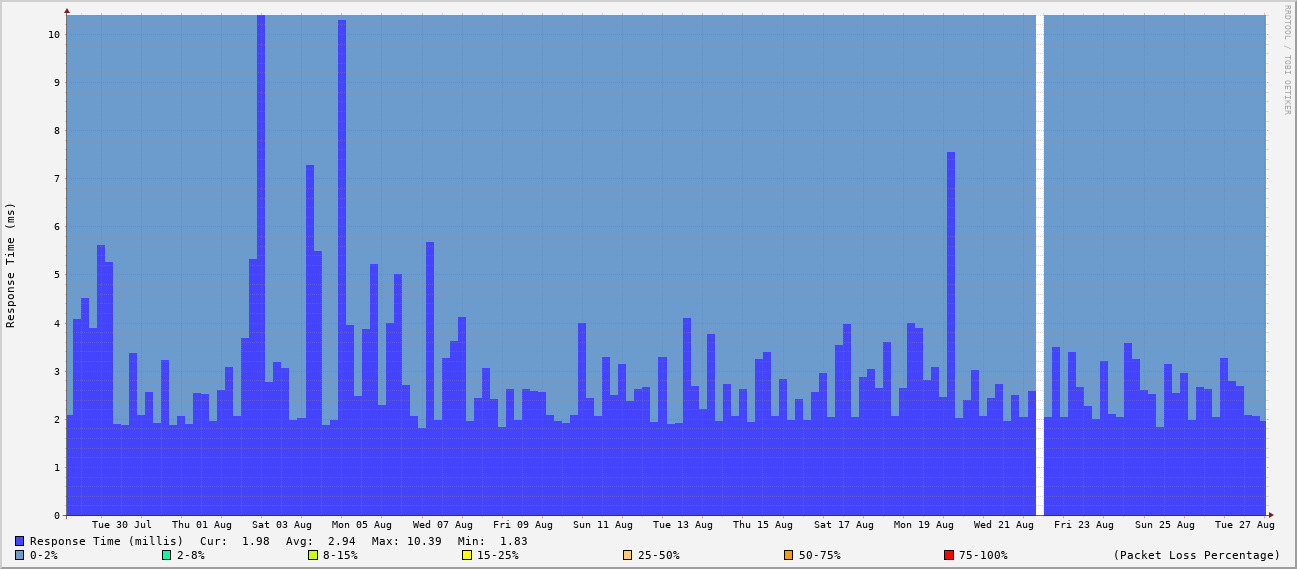 RRDTOOL / TOBI OETIKER
Response Time (ms)
10
9
8
7
6
5
4
3
2
1
0
Tue 30 Jul Thu 01 Aug Sat 03 Aug Mon 05 Aug Wed 07 Aug Fri 09 Aug Sun 11 Aug Tue 13 Aug Thu 15 Aug Sat 17 Aug Mon 19 Aug Wed 21 Aug Fri 23 Aug Sun 25 Aug Tue 27 Aug
Response Time (millis) Cur: 1.98 Avg: 2.94 Max: 10.39 Min: 1.83
0-2% 2-8% 8-15% 15-25% 25-50% 50-75% 75-100% (Packet Loss Percentage)